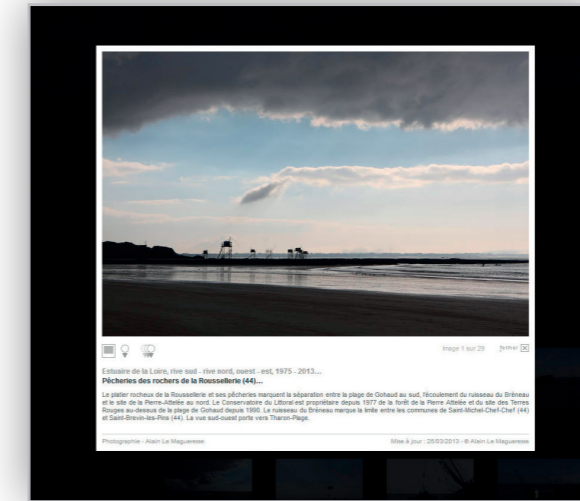 image 1 sur 29 fermer
Estuaire de la Loire, rive sud - rive nord, ouest - est, 1975 - 2013...
Pêcheries des rochers de la Roussellerie (44)...
Le platier rocheux de la Roussellerie et ses pêcheries marquent la séparation entre la plage de Gohaud au sud, l'écoulement du ruisseau du Bréneau
et le site de la Pierre-Attelée au nord. Le Conservatoire du Littoral est propriétaire depuis 1977 de la forêt de la Pierre Attelée et du site des Terres
Rouges au-dessus de la plage de Gohaud depuis 1990. Le ruisseau du Bréneau marque la limite entre les communes de Saint-Michel-Chef-Chef (44)
et Saint-Brevin-les-Pins (44). La vue sud-ouest porte vers Tharon-Plage.
Photographie - Alain Le Magueresse Mise à jour : 25/03/2013 - © Alain Le Magueresse